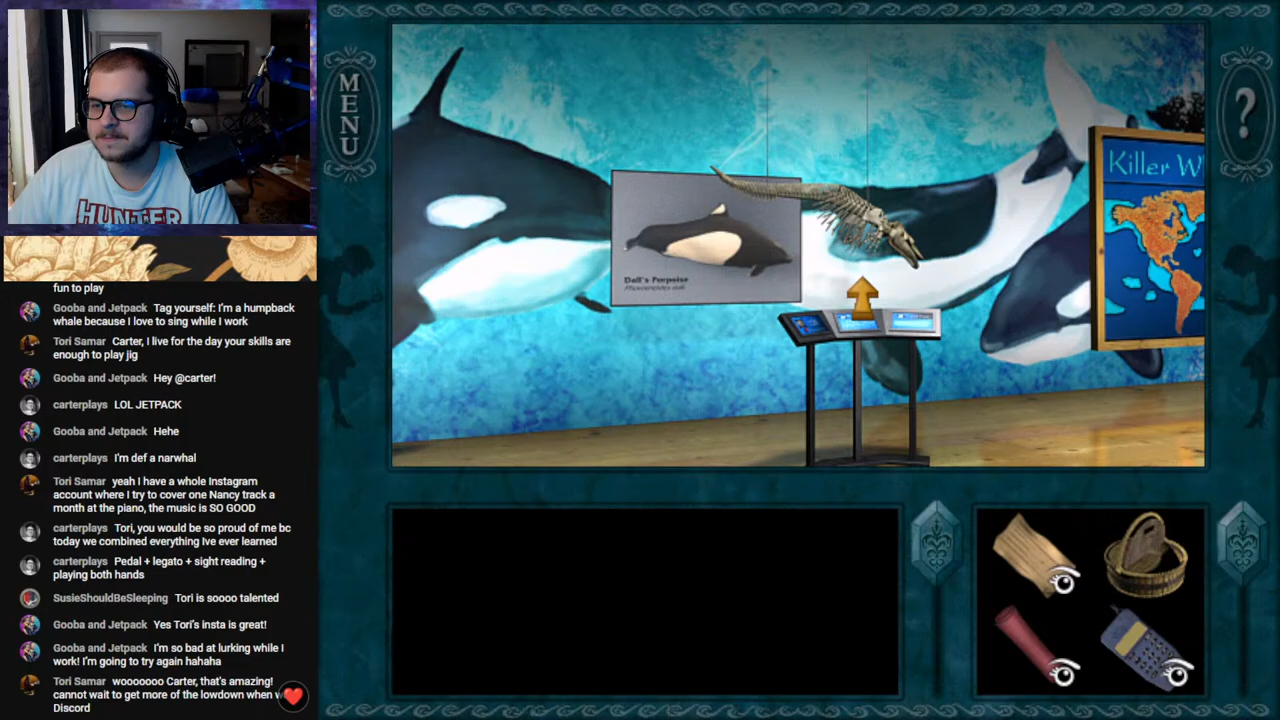 HUNTER
fun to play
Gooba and Jetpack Tag yourself: I'm a humpback
whale because I love to sing while I
work
Tori Samar Carter, I live for the day your skills are
enough to play jig
Gooba and Jetpack Hey @carter!
carterplays LOL JETPACK
Gooba and Jetpack Hehe
carterplays I'm def a narwhal
Tori Samar yeah I have a whole Instagram
account where I try to cover one Nancy track a
month at the piano, the music is SO GOOD
carterplays Tori, you would be so proud of me bc
today we combined everything Ive ever learned
carterplays Pedal + legato + sight reading +
playing both hands
SusieShouldBeSleeping Tori is soooo talented
Gooba and Jetpack Yes Tori's insta is great!
Gooba and Jetpack I'm so bad at lurking while I
work! I'm going to try again hahaha
Tori Samar wooooooo Carter, that's amazing!
cannot wait to get more of the lowdown when w
Discord
MENU
?
Dall's Porpoise
Killer W